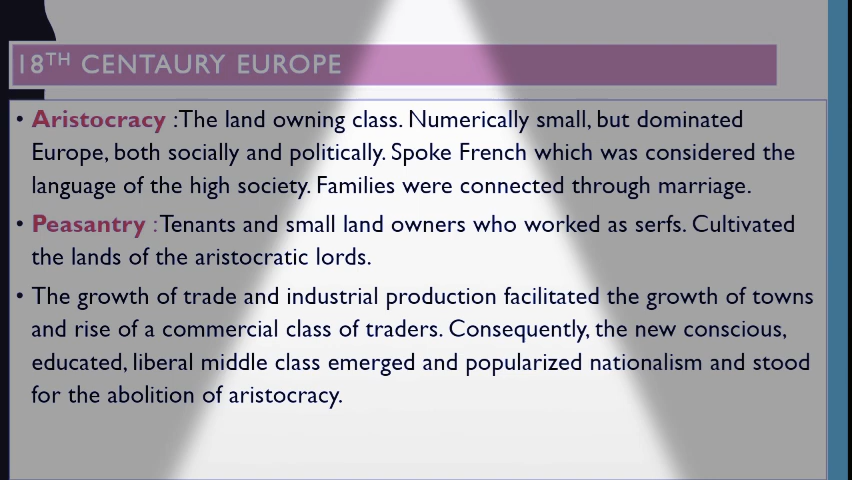 18TH CENTAURY EUROPE
• Aristocracy :The land owning class. Numerically small, but dominated
Europe, both socially and politically. Spoke French which was considered the
language of the high society. Families were connected through marriage.
• Peasantry :Tenants and small land owners who worked as serfs. Cultivated
the lands of the aristocratic lords.
• The growth of trade and industrial production facilitated the growth of towns
and rise of a commercial class of traders. Consequently, the new conscious,
educated, liberal middle class emerged and popularized nationalism and stood
for the abolition of aristocracy.